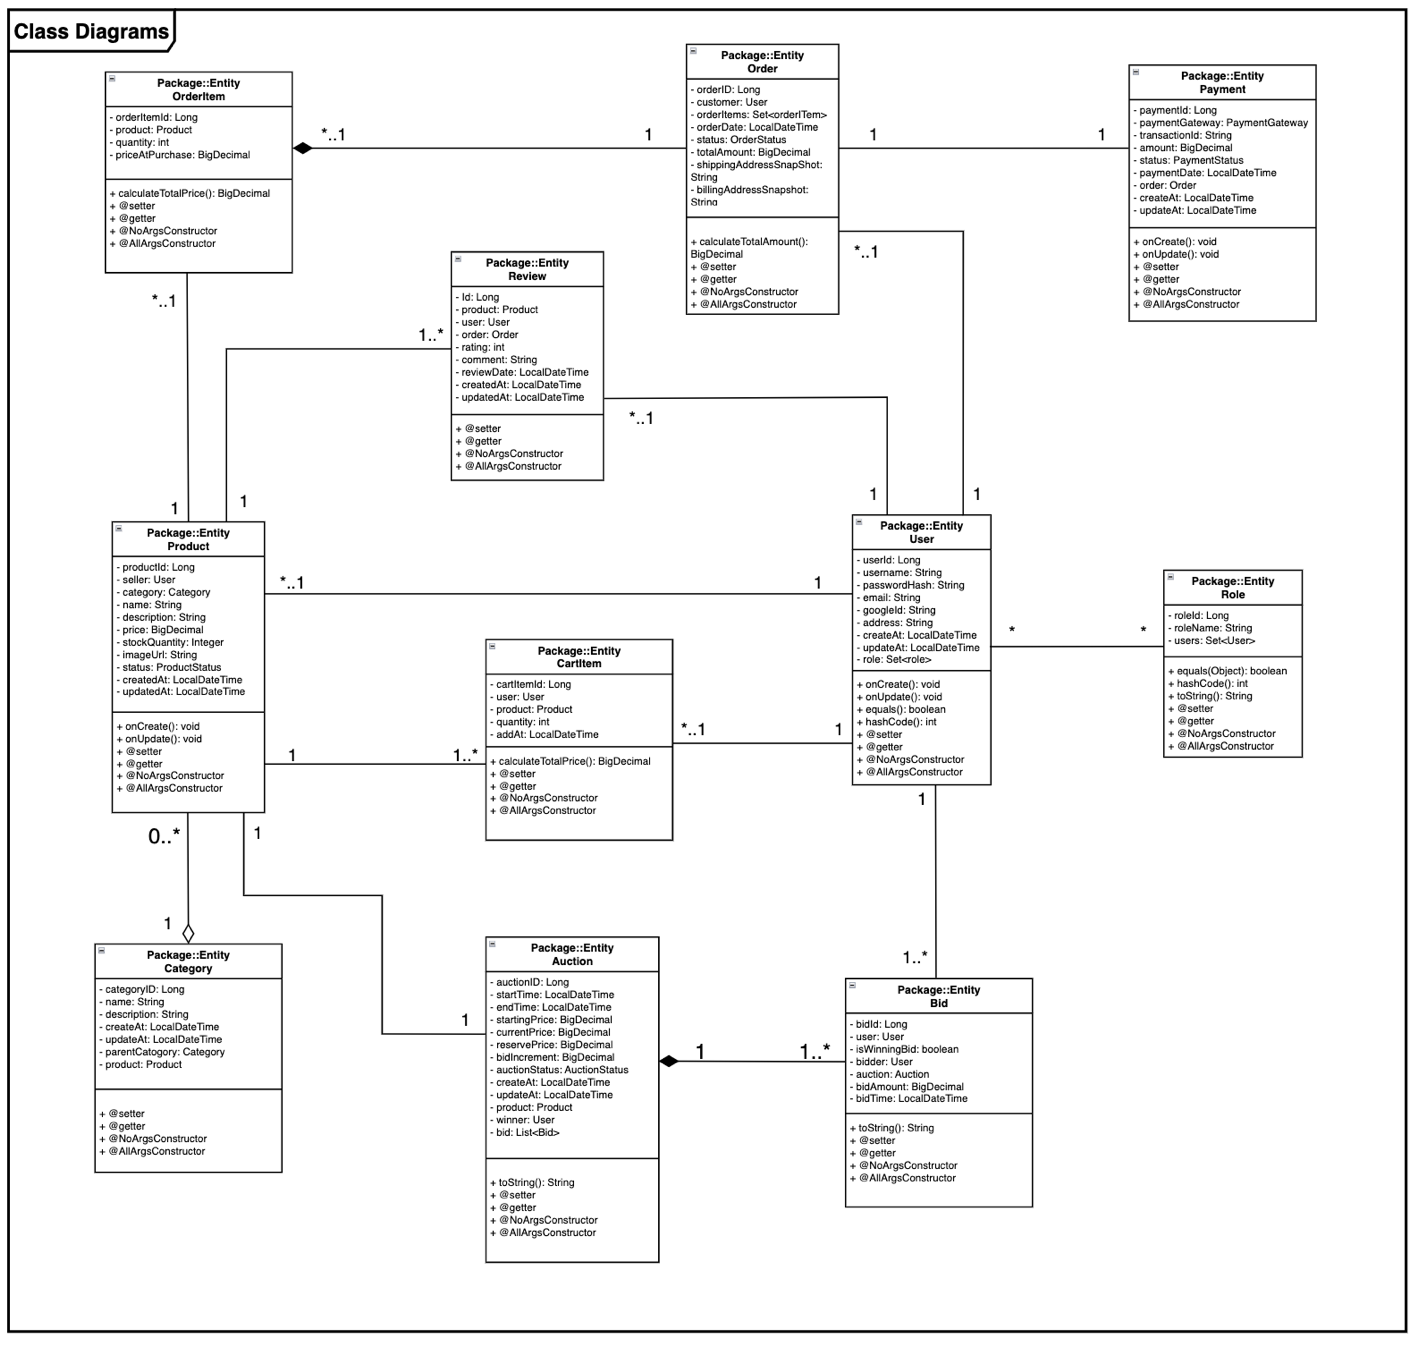 Class Diagrams
Package::Entity
OrderItem
- orderItemId: Long
- product: Product
- quantity: int
- priceAtPurchase: BigDecimal
+ calculateTotalPrice(): BigDecimal
+ @setter
+ @getter
+ @NoArgsConstructor
+ @AllArgsConstructor
*..1
1
Package::Entity
Order
- orderID: Long
- customer: User
- orderItems: Set<orderITem>
- orderDate: LocalDateTime
- status: OrderStatus
- totalAmount: BigDecimal
- shippingAddressSnapShot:
String
- billingAddressSnapshot:
String
+ calculateTotalAmount():
BigDecimal
+ @setter
+ @getter
+ @NoArgsConstructor
+ @AllArgsConstructor
1
1
Package::Entity
Payment
- paymentId: Long
- paymentGateway: PaymentGateway
- transactionId: String
- amount: BigDecimal
- status: PaymentStatus
- paymentDate: LocalDateTime
- order: Order
- createAt: LocalDateTime
- updateAt: LocalDateTime
+ onCreate(): void
+ onUpdate(): void
+ @setter
+ @getter
+ @NoArgsConstructor
+ @AllArgsConstructor
*..1
*..1
1..*
Package::Entity
Review
- Id: Long
- product: Product
- user: User
- order: Order
- rating: int
- comment: String
- reviewDate: LocalDateTime
- createdAt: LocalDateTime
- updatedAt: LocalDateTime
+ @setter
+ @getter
+ @NoArgsConstructor
+ @AllArgsConstructor
*..1
1
1
1
1
Package::Entity
Product
- productId: Long
- seller: User
- category: Category
- name: String
- description: String
- price: BigDecimal
- stockQuantity: Integer
- imageUrl: String
- status: ProductStatus
- createdAt: LocalDateTime
- updatedAt: LocalDateTime
+ onCreate(): void
+ onUpdate(): void
+ @setter
+ @getter
+ @NoArgsConstructor
+ @AllArgsConstructor
*..1
1
Package::Entity
User
- userId: Long
- username: String
- passwordHash: String
- email: String
- googleId: String
- address: String
- createAt: LocalDateTime
- updateAt: LocalDateTime
- role: Set<role>
+ onCreate(): void
+ onUpdate(): void
+ equals(): boolean
+ hashCode(): int
+ @setter
+ @getter
+ @NoArgsConstructor
+ @AllArgsConstructor
*
*
Package::Entity
Role
- roleId: Long
- roleName: String
- users: Set<User>
+ equals(Object): boolean
+ hashCode(): int
+ toString(): String
+ @setter
+ @getter
+ @NoArgsConstructor
+ @AllArgsConstructor
Package::Entity
CartItem
- cartItemId: Long
- user: User
- product: Product
- quantity: int
- addAt: LocalDateTime
+ calculateTotalPrice(): BigDecimal
+ @setter
+ @getter
+ @NoArgsConstructor
+ @AllArgsConstructor
1
1..*
*..1
1
0..*
1
1
Package::Entity
Category
- categoryID: Long
- name: String
- description: String
- createAt: LocalDateTime
- updateAt: LocalDateTime
- parentCatogory: Category
- product: Product
+ @setter
+ @getter
+ @NoArgsConstructor
+ @AllArgsConstructor
1
Package::Entity
Auction
- auctionID: Long
- startTime: LocalDateTime
- endTime: LocalDateTime
- startingPrice: BigDecimal
- currentPrice: BigDecimal
- reservePrice: BigDecimal
- bidIncrement: BigDecimal
- auctionStatus: AuctionStatus
- createAt: LocalDateTime
- updateAt: LocalDateTime
- product: Product
- winner: User
- bid: List<Bid>
+ toString(): String
+ @setter
+ @getter
+ @NoArgsConstructor
+ @AllArgsConstructor
1
1..*
1
1..*
Package::Entity
Bid
- bidId: Long
- user: User
- isWinningBid: boolean
- bidder: User
- auction: Auction
- bidAmount: BigDecimal
- bidTime: LocalDateTime
+ toString(): String
+ @setter
+ @getter
+ @NoArgsConstructor
+ @AllArgsConstructor